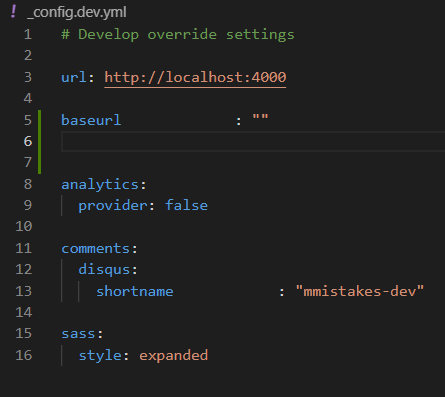 ! _config.dev.yml
1 # Develop override settings
2
3 url: http://localhost:4000
4
5 baseurl : ""
6
7
8 analytics:
9 provider: false
10
11 comments:
12 disqus:
13 shortname : "mmistakes-dev"
14
15 sass:
16 style: expanded